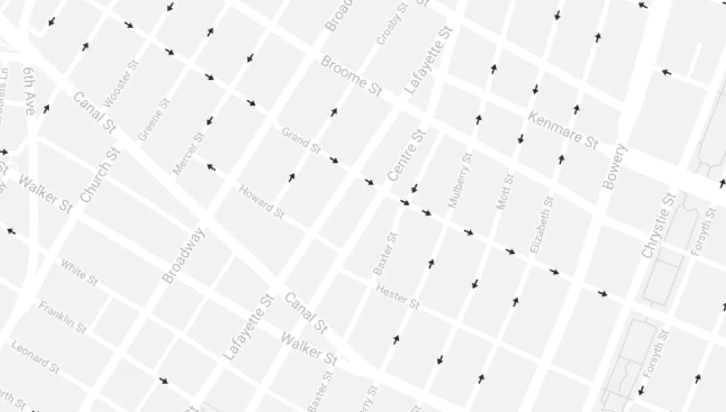 Broad
Crosby St
Lafayette St
Broome St
6th Ave
Wooster St
Canal St
Greene St
Mercer St
Grand St
Kenmare St
Centre St
Bowery
Church St
Walker St
Mulberry St
Mott St
Howard St
Elizabeth St
Chrystie St
Forsyth St
Broadway
Baxter St
White St
Hester St
Franklin St
Lafayette St
Canal St
Walker St
Forsyth St
Leonard St
Baxter St